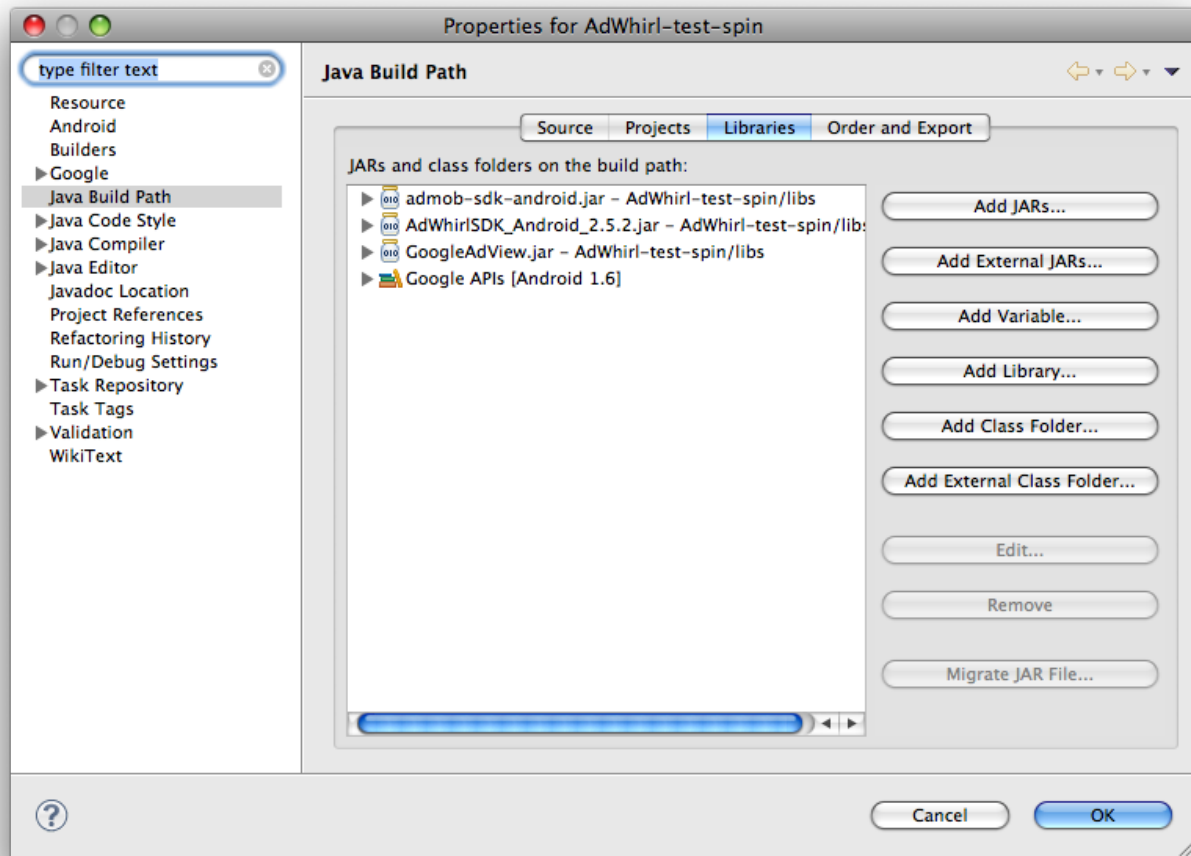 Properties for AdWhirl-test-spin
type filter text
Resource
Android
Builders
Google
Java Build Path
Java Code Style
Java Compiler
Java Editor
Javadoc Location
Project References
Refactoring History
Run/Debug Settings
Task Repository
Task Tags
Validation
WikiText
Java Build Path
Source Projects Libraries Order and Export
JARs and class folders on the build path:
admob-sdk-android.jar – AdWhirl-test-spin/libs
AdWhirlSDK_Android_2.5.2.jar – AdWhirl-test-spin/libs
GoogleAdView.jar – AdWhirl-test-spin/libs
Google APIs [Android 1.6]
Add JARs...
Add External JARs...
Add Variable...
Add Library...
Add Class Folder...
Add External Class Folder...
Edit...
Remove
Migrate JAR File...
?
Cancel
OK